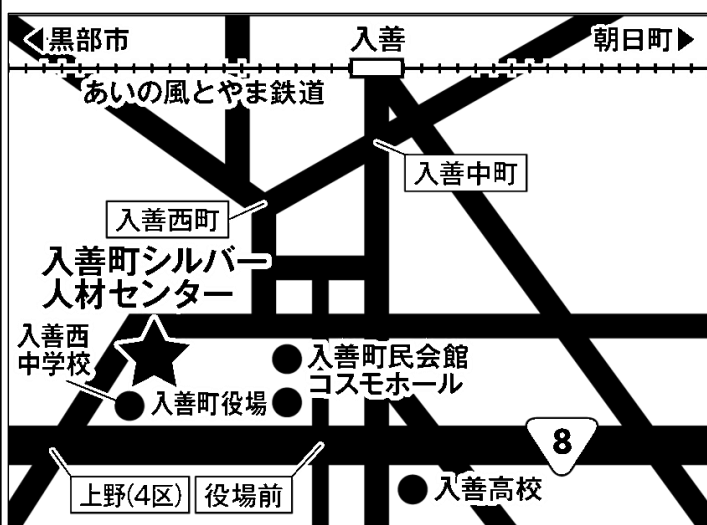 ◀黒部市
入善
朝日町▶
あいの風とやま鉄道
入善中町
入善西町
入善町シルバー
人材センター
入善西
中学校
入善町民会館
コスモホール
入善町役場
8
上野(4区)
役場前
入善高校